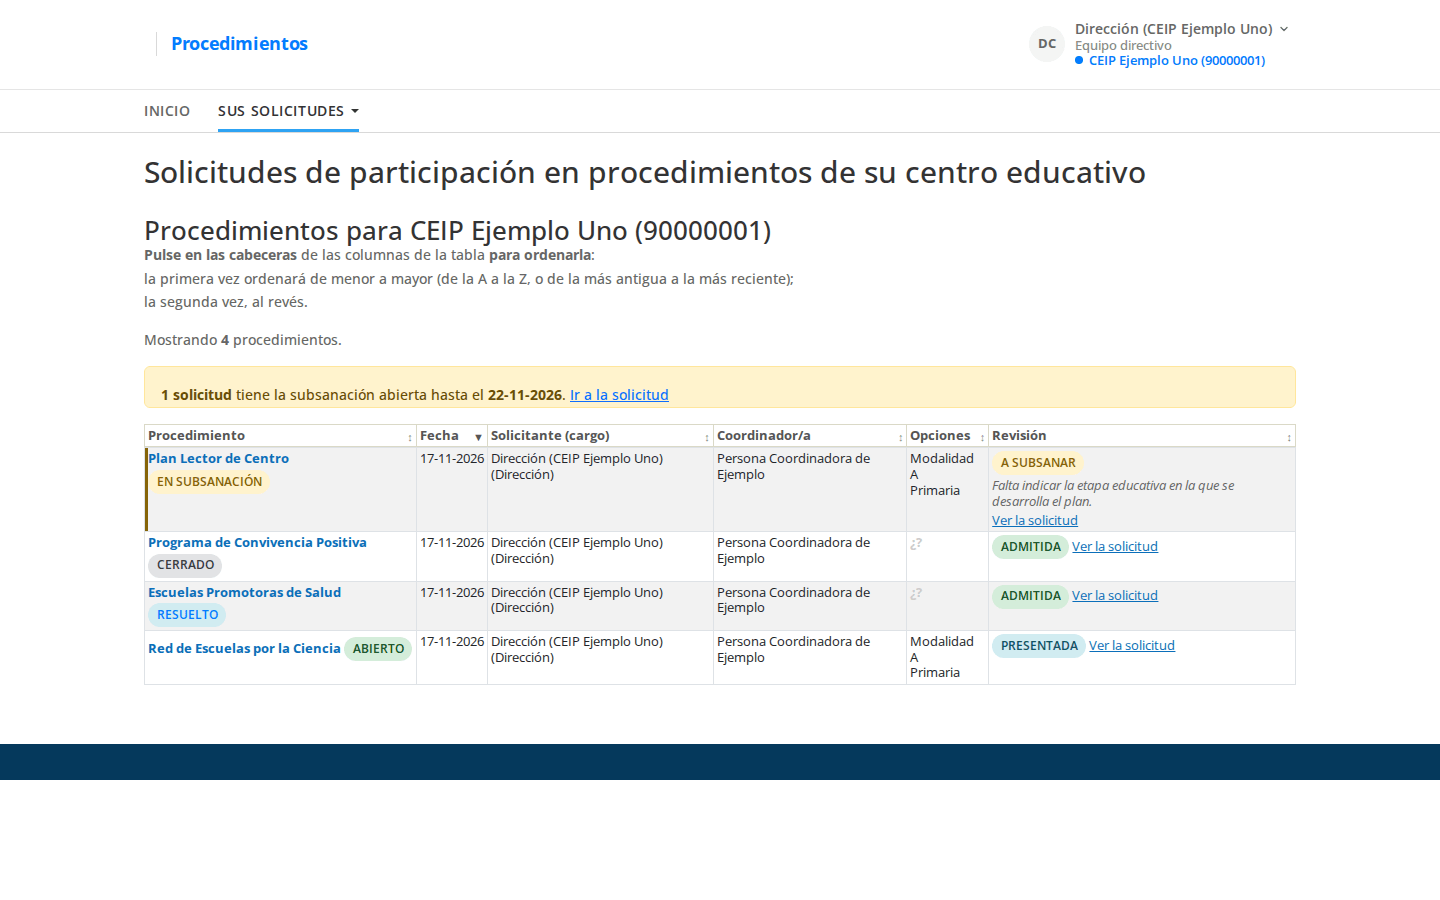 Procedimientos
DC
Dirección (CEIP Ejemplo Uno)
Equipo directivo
CEIP Ejemplo Uno (90000001)
INICIO
SUS SOLICITUDES
Solicitudes de participación en procedimientos de su centro educativo
Procedimientos para CEIP Ejemplo Uno (90000001)
Pulse en las cabeceras de las columnas de la tabla para ordenarla:
la primera vez ordenará de menor a mayor (de la A a la Z, o de la más antigua a la más reciente);
la segunda vez, al revés.
Mostrando 4 procedimientos.
1 solicitud tiene la subsanación abierta hasta el 22-11-2026. Ir a la solicitud
Procedimiento ↕ Fecha ▼ Solicitante (cargo) ↕ Coordinador/a ↕ Opciones ↕ Revisión ↕
Plan Lector de Centro
EN SUBSANACIÓN
17-11-2026
Dirección (CEIP Ejemplo Uno)
(Dirección)
Persona Coordinadora de
Ejemplo
Modalidad
A
Primaria
A SUBSANAR
Falta indicar la etapa educativa en la que se
desarrolla el plan.
Ver la solicitud
Programa de Convivencia Positiva
CERRADO
17-11-2026
Dirección (CEIP Ejemplo Uno)
(Dirección)
Persona Coordinadora de
Ejemplo
¿?
ADMITIDA Ver la solicitud
Escuelas Promotoras de Salud
RESUELTO
17-11-2026
Dirección (CEIP Ejemplo Uno)
(Dirección)
Persona Coordinadora de
Ejemplo
¿?
ADMITIDA Ver la solicitud
Red de Escuelas por la Ciencia ABIERTO
17-11-2026
Dirección (CEIP Ejemplo Uno)
(Dirección)
Persona Coordinadora de
Ejemplo
Modalidad
A
Primaria
PRESENTADA Ver la solicitud